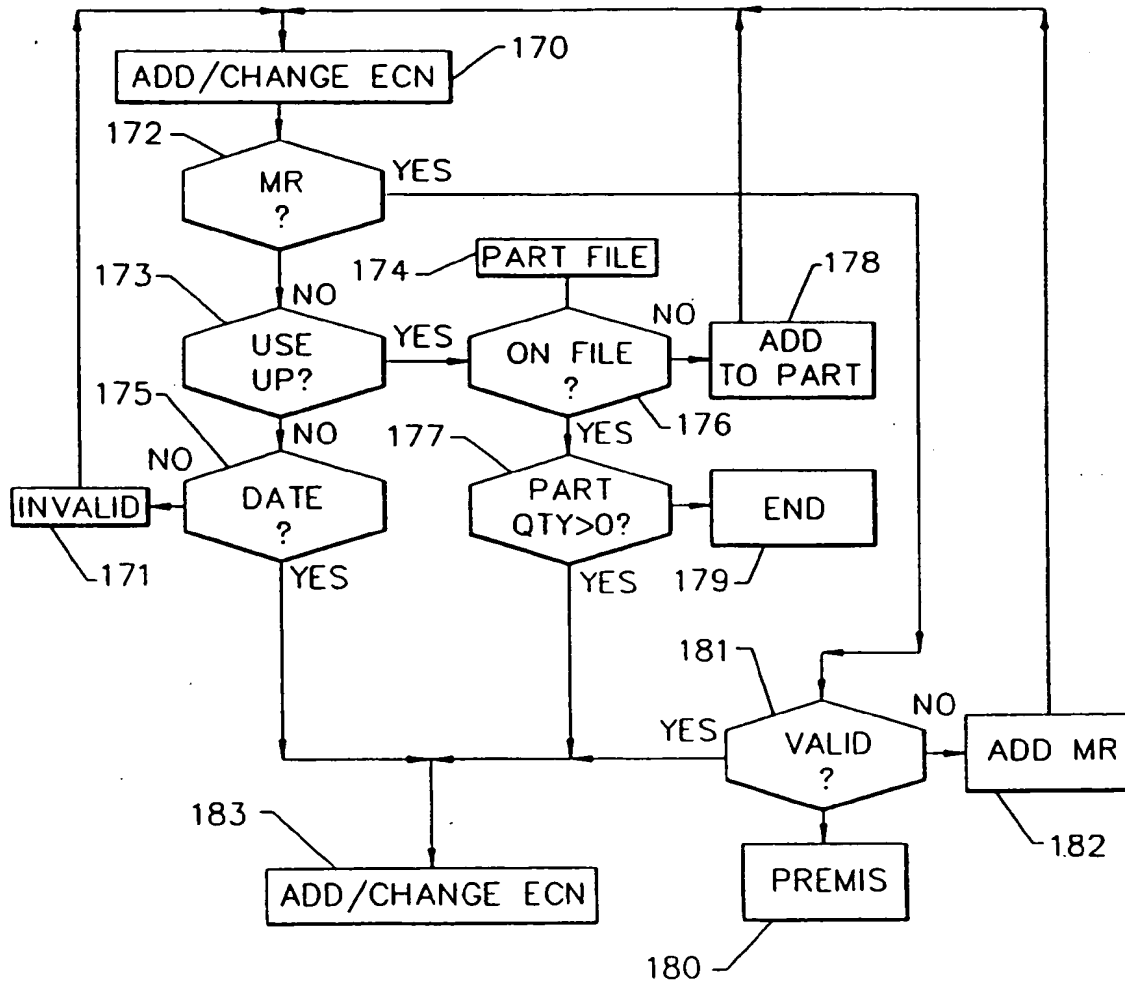 170
ADD/CHANGE ECN
172
MR
?
YES
NO
173
USE
UP?
YES
NO
174
PART FILE
ON FILE
?
176
NO
YES
178
ADD
TO PART
175
DATE
?
NO
YES
INVALID
171
177
PART
QTY>0?
YES
END
179
181
VALID
?
YES
NO
ADD MR
182
PREMIS
180
183
ADD/CHANGE ECN